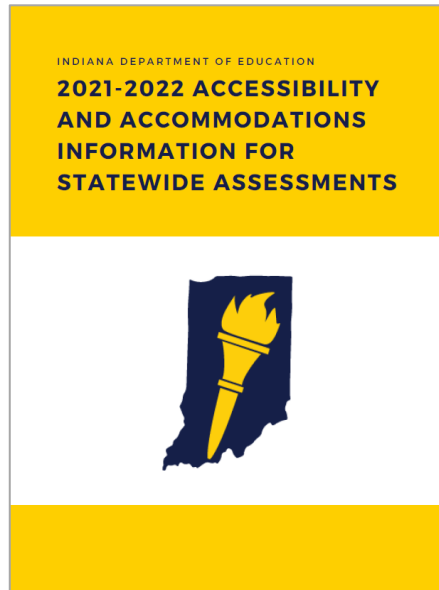 INDIANA DEPARTMENT OF EDUCATION
2021-2022 ACCESSIBILITY
AND ACCOMMODATIONS
INFORMATION FOR
STATEWIDE ASSESSMENTS